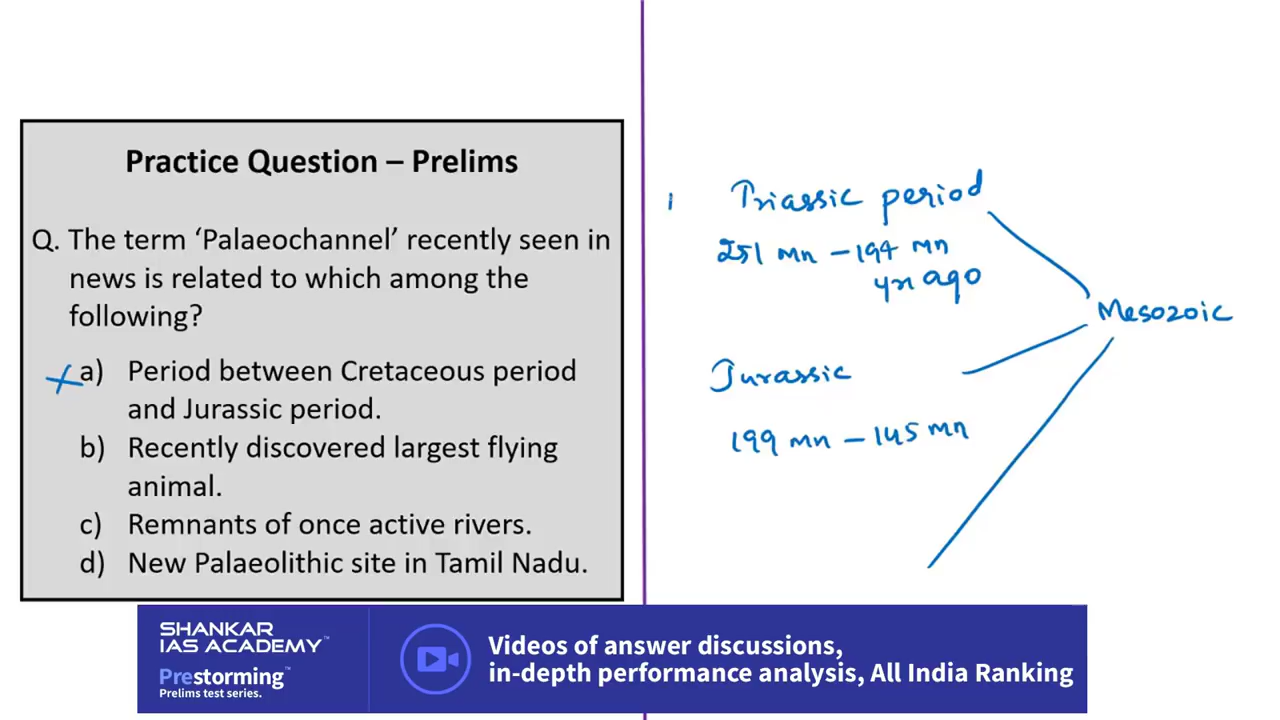 Practice Question – Prelims
Q. The term ‘Palaeochannel’ recently seen in
news is related to which among the
following?
a) Period between Cretaceous period
and Jurassic period.
b) Recently discovered largest flying
animal.
c) Remnants of once active rivers.
d) New Palaeolithic site in Tamil Nadu.
Triassic period
251 mn – 194 mn
yr ago
Mesozoic
Jurassic
199 mn – 145 mn
SHANKAR
IAS ACADEMY™
Prestorming™
Prelims test series.
Videos of answer discussions,
in-depth performance analysis, All India Ranking